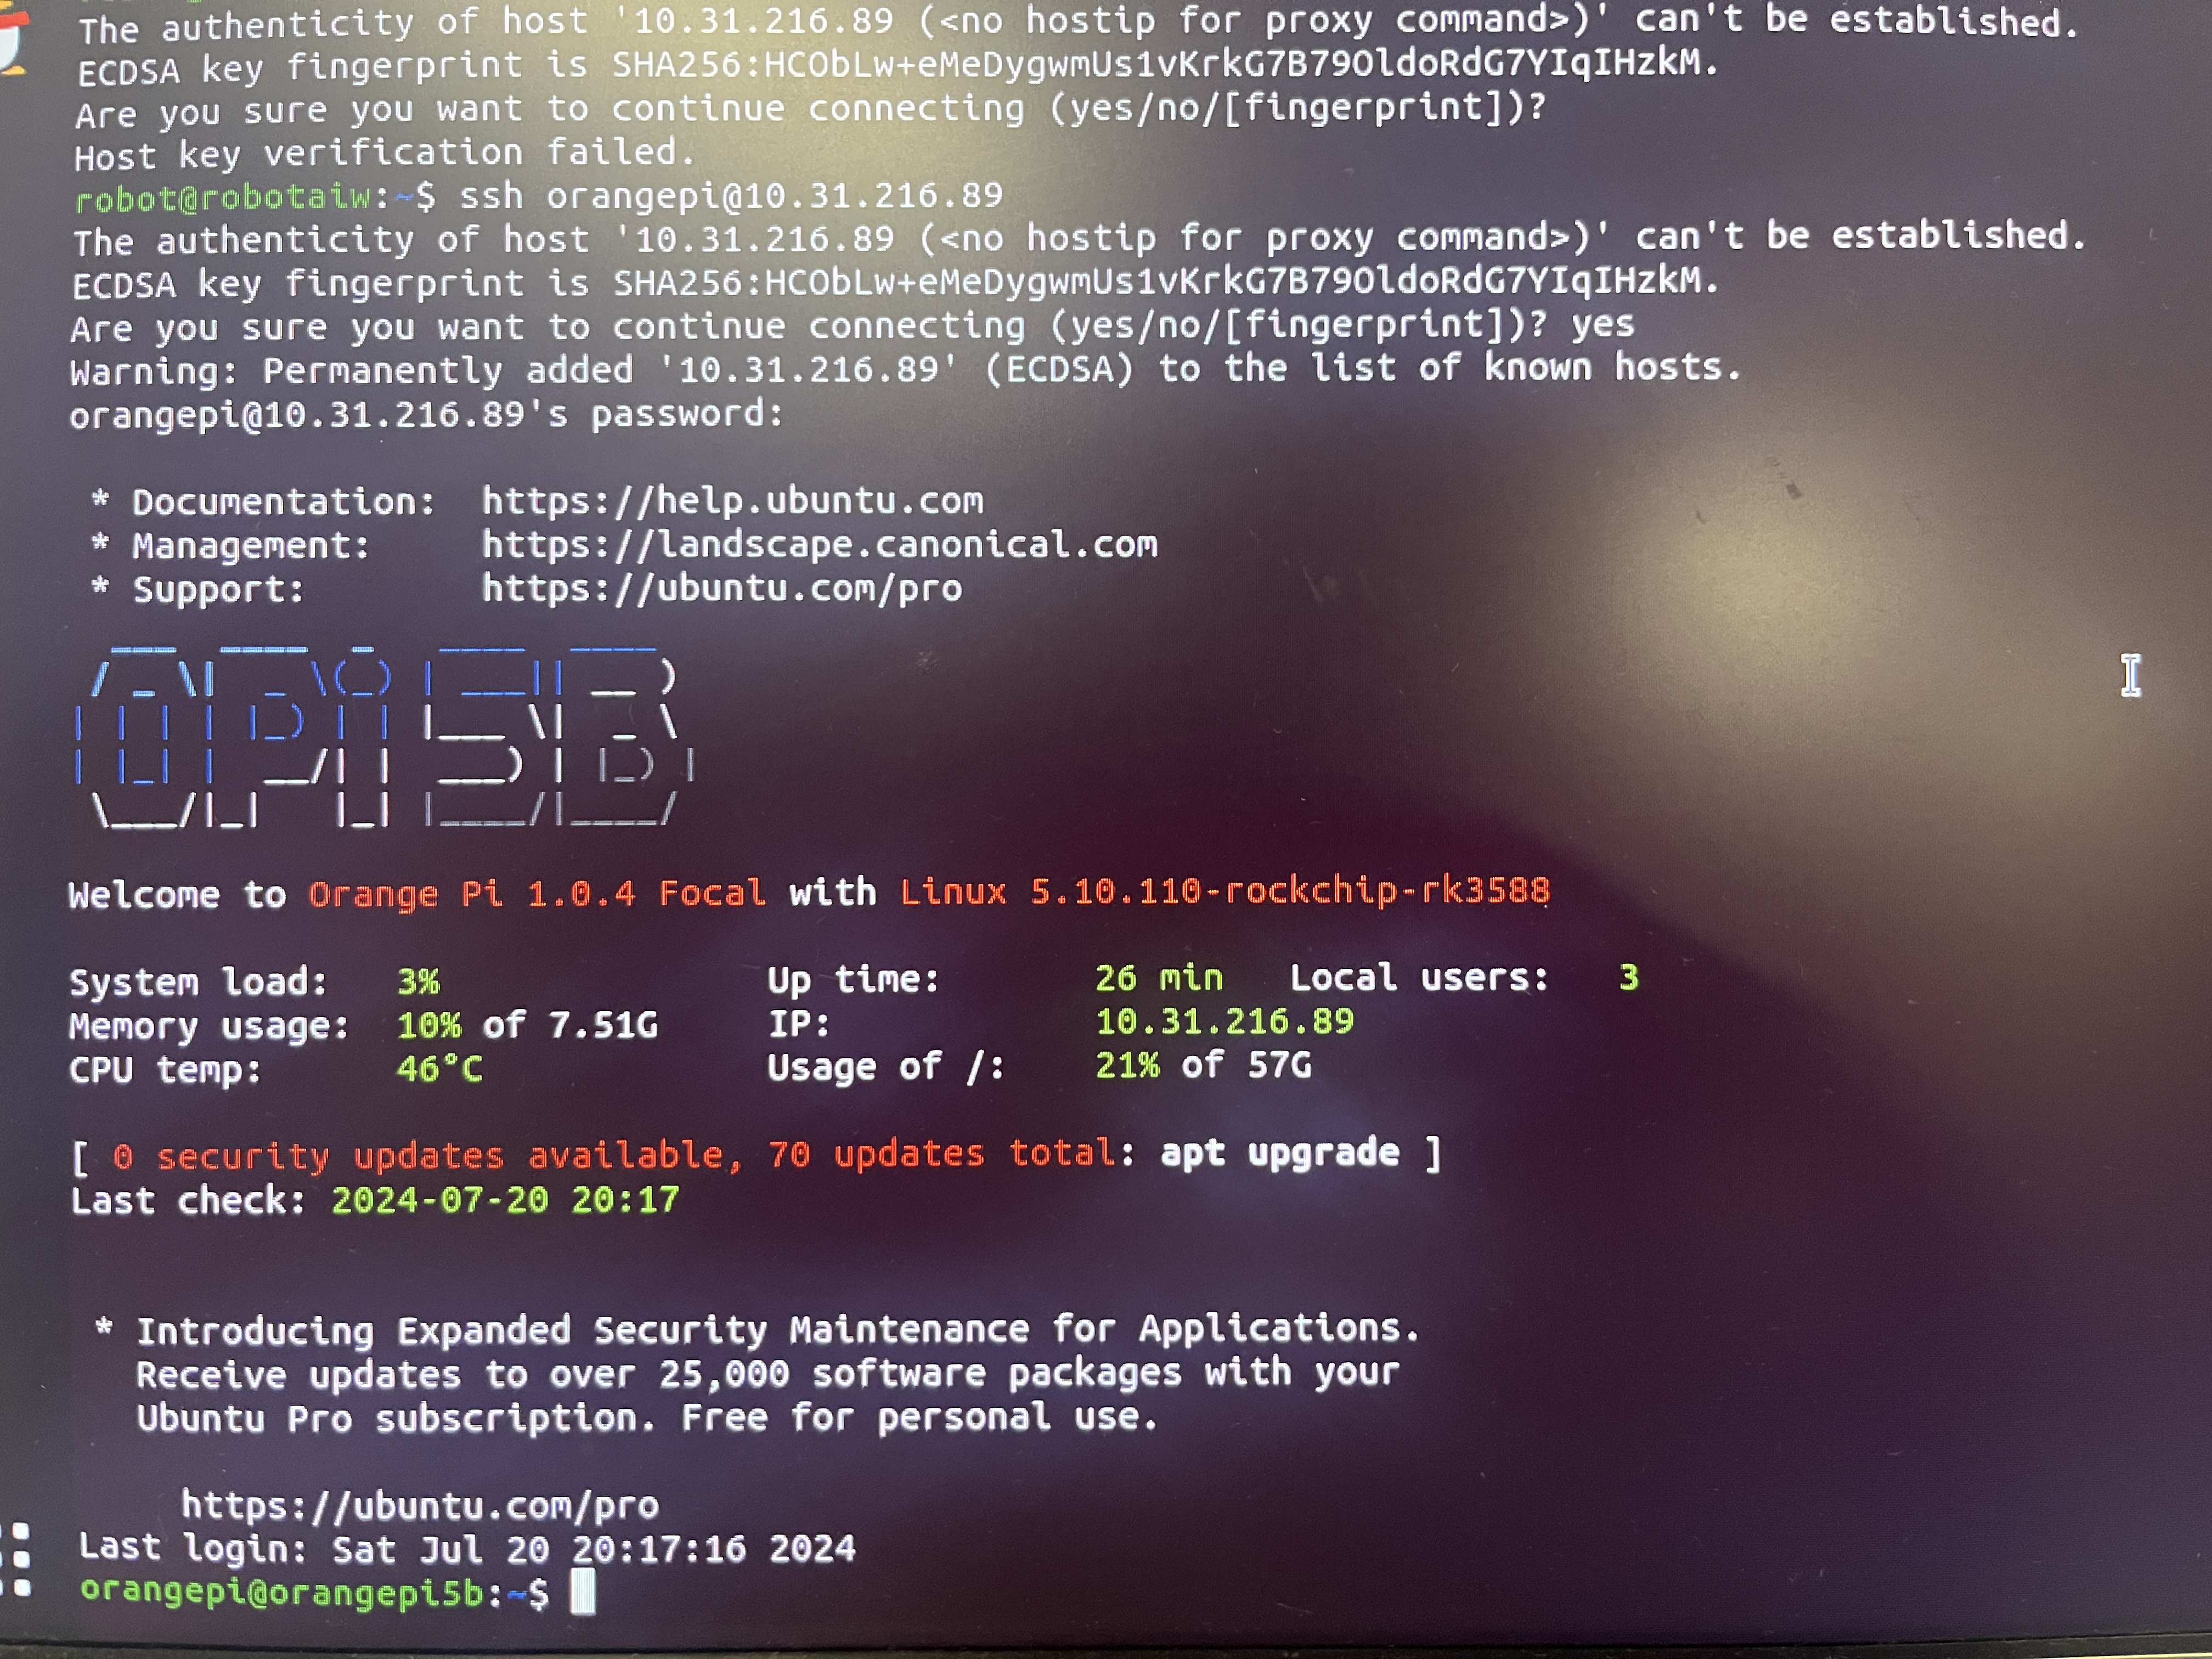 The authenticity of host '10.31.216.89 (<no hostip for proxy command>)' can't be established.
ECDSA key fingerprint is SHA256:HCObLw+eMeDygwmUs1vKrkG7B79OldoRdG7YIqIHzkM.
Are you sure you want to continue connecting (yes/no/[fingerprint])?
Host key verification failed.
robot@robotaiw:~$ ssh orangepi@10.31.216.89
The authenticity of host '10.31.216.89 (<no hostip for proxy command>)' can't be established.
ECDSA key fingerprint is SHA256:HCObLw+eMeDygwmUs1vKrkG7B79OldoRdG7YIqIHzkM.
Are you sure you want to continue connecting (yes/no/[fingerprint])? yes
Warning: Permanently added '10.31.216.89' (ECDSA) to the list of known hosts.
orangepi@10.31.216.89's password:
* Documentation: https://help.ubuntu.com
* Management: https://landscape.canonical.com
* Support: https://ubuntu.com/pro
OPi 5B
Welcome to Orange Pi 1.0.4 Focal with Linux 5.10.110-rockchip-rk3588
System load: 3% Up time: 26 min Local users: 3
Memory usage: 10% of 7.51G IP: 10.31.216.89
CPU temp: 46°C Usage of /: 21% of 57G
[ 0 security updates available, 70 updates total: apt upgrade ]
Last check: 2024-07-20 20:17
* Introducing Expanded Security Maintenance for Applications.
Receive updates to over 25,000 software packages with your
Ubuntu Pro subscription. Free for personal use.
https://ubuntu.com/pro
Last login: Sat Jul 20 20:17:16 2024
orangepi@orangepi5b:~$